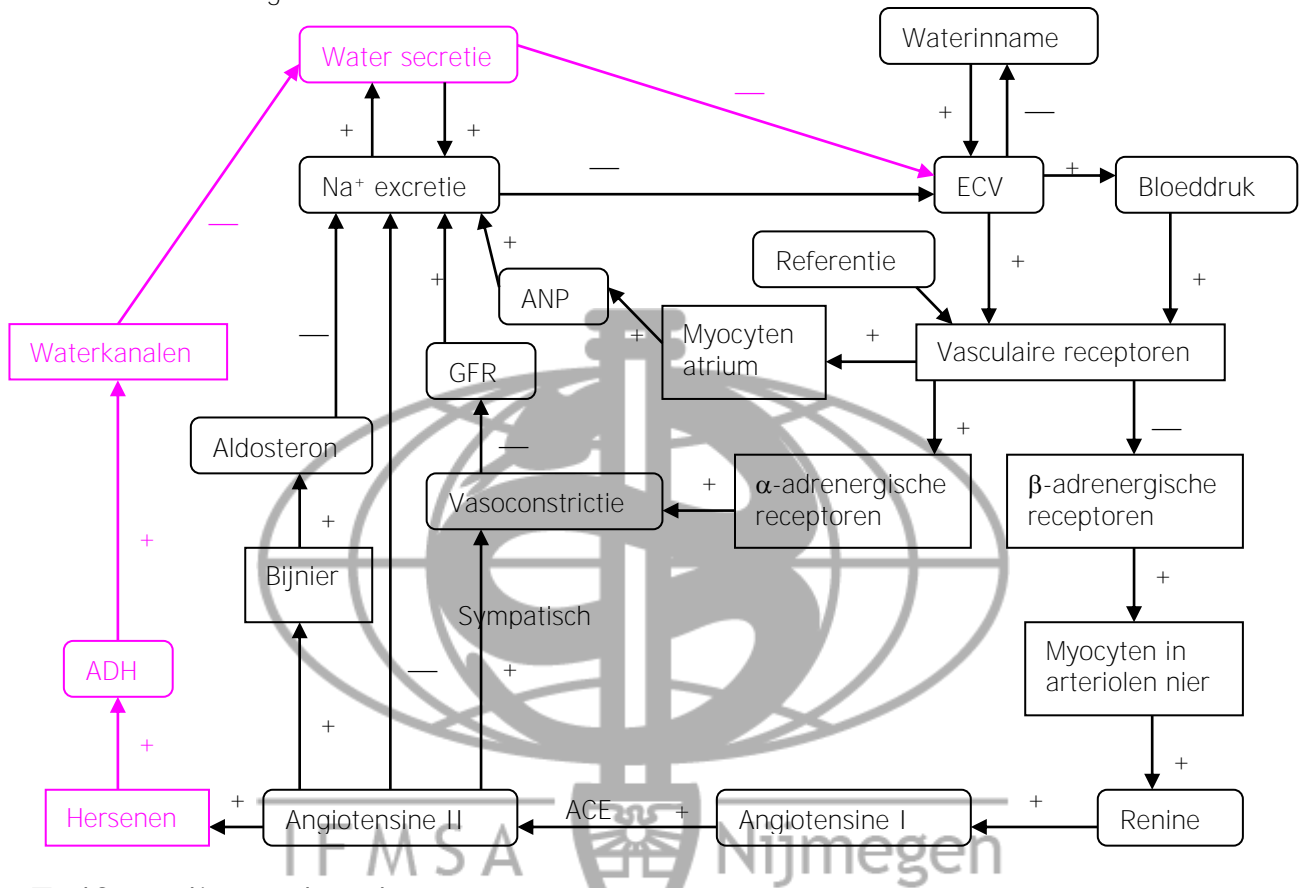 Water secretie
Waterinname
—
+
—
+
+
+
—
Na⁺ excretie
ECV
+
Bloeddruk
—
+
Referentie
+
+
ANP
+
Waterkanalen
—
+
Myocyten
atrium
+
Vasculaire receptoren
GFR
Aldosteron
—
+
—
Vasoconstrictie
+
α-adrenergische
receptoren
β-adrenergische
receptoren
+
+
Bijnier
+
Sympatisch
ADH
—
+
Myocyten in
arteriolen nier
+
+
+
Hersenen
+
Angiotensine II
ACE
+
Angiotensine I
+
Renine
IFMSA
Nijmegen